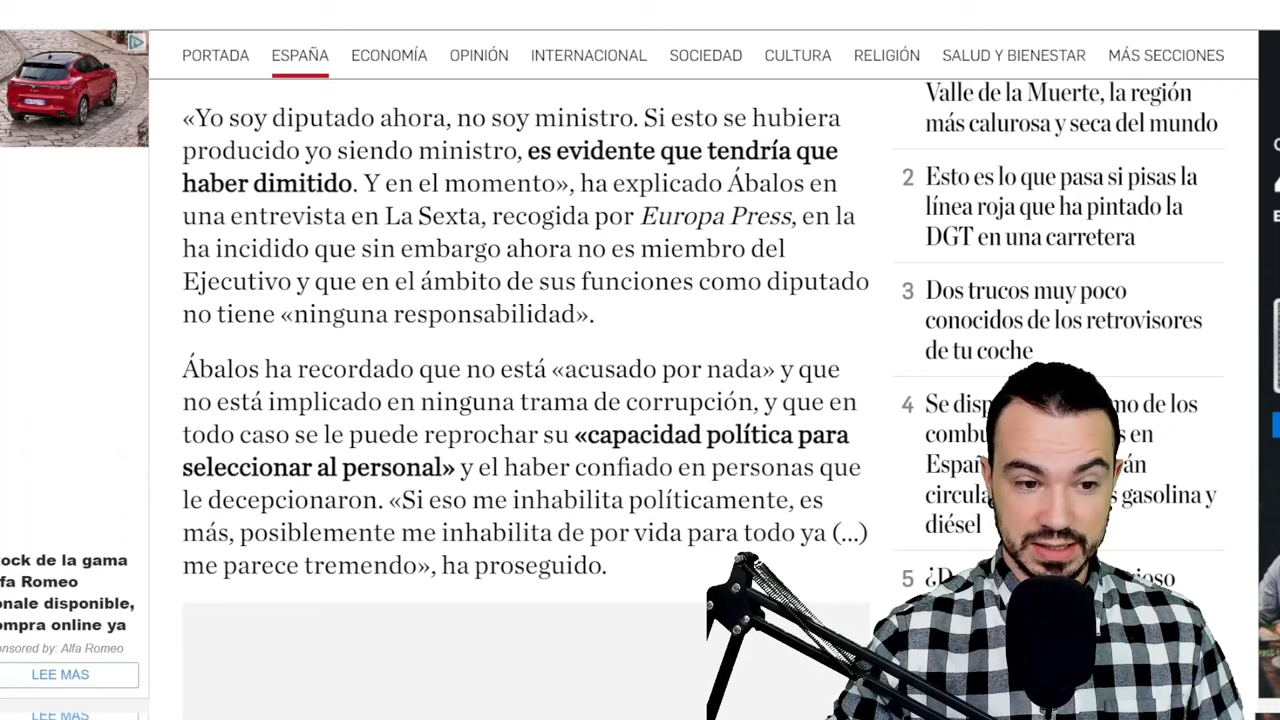 PORTADA ESPAÑA ECONOMÍA OPINIÓN INTERNACIONAL SOCIEDAD CULTURA RELIGIÓN SALUD Y BIENESTAR MÁS SECCIONES
«Yo soy diputado ahora, no soy ministro. Si esto se hubiera
producido yo siendo ministro, es evidente que tendría que
haber dimitido. Y en el momento», ha explicado Ábalos en
una entrevista en La Sexta, recogida por Europa Press, en la
ha incidido que sin embargo ahora no es miembro del
Ejecutivo y que en el ámbito de sus funciones como diputado
no tiene «ninguna responsabilidad».
Ábalos ha recordado que no está «acusado por nada» y que
no está implicado en ninguna trama de corrupción, y que en
todo caso se le puede reprochar su «capacidad política para
seleccionar al personal» y el haber confiado en personas que
le decepcionaron. «Si eso me inhabilita políticamente, es
más, posiblemente me inhabilita de por vida para todo ya (...)
me parece tremendo», ha proseguido.
Valle de la Muerte, la región
más calurosa y seca del mundo
2 Esto es lo que pasa si pisas la
línea roja que ha pintado la
DGT en una carretera
3 Dos trucos muy poco
conocidos de los retrovisores
de tu coche
4 Se de los
en
circula gasolina y
diésel
5
ock de la gama
fa Romeo
onale disponible,
ompra online ya
onsored by: Alfa Romeo
LEE MÁS
LEE MÁS